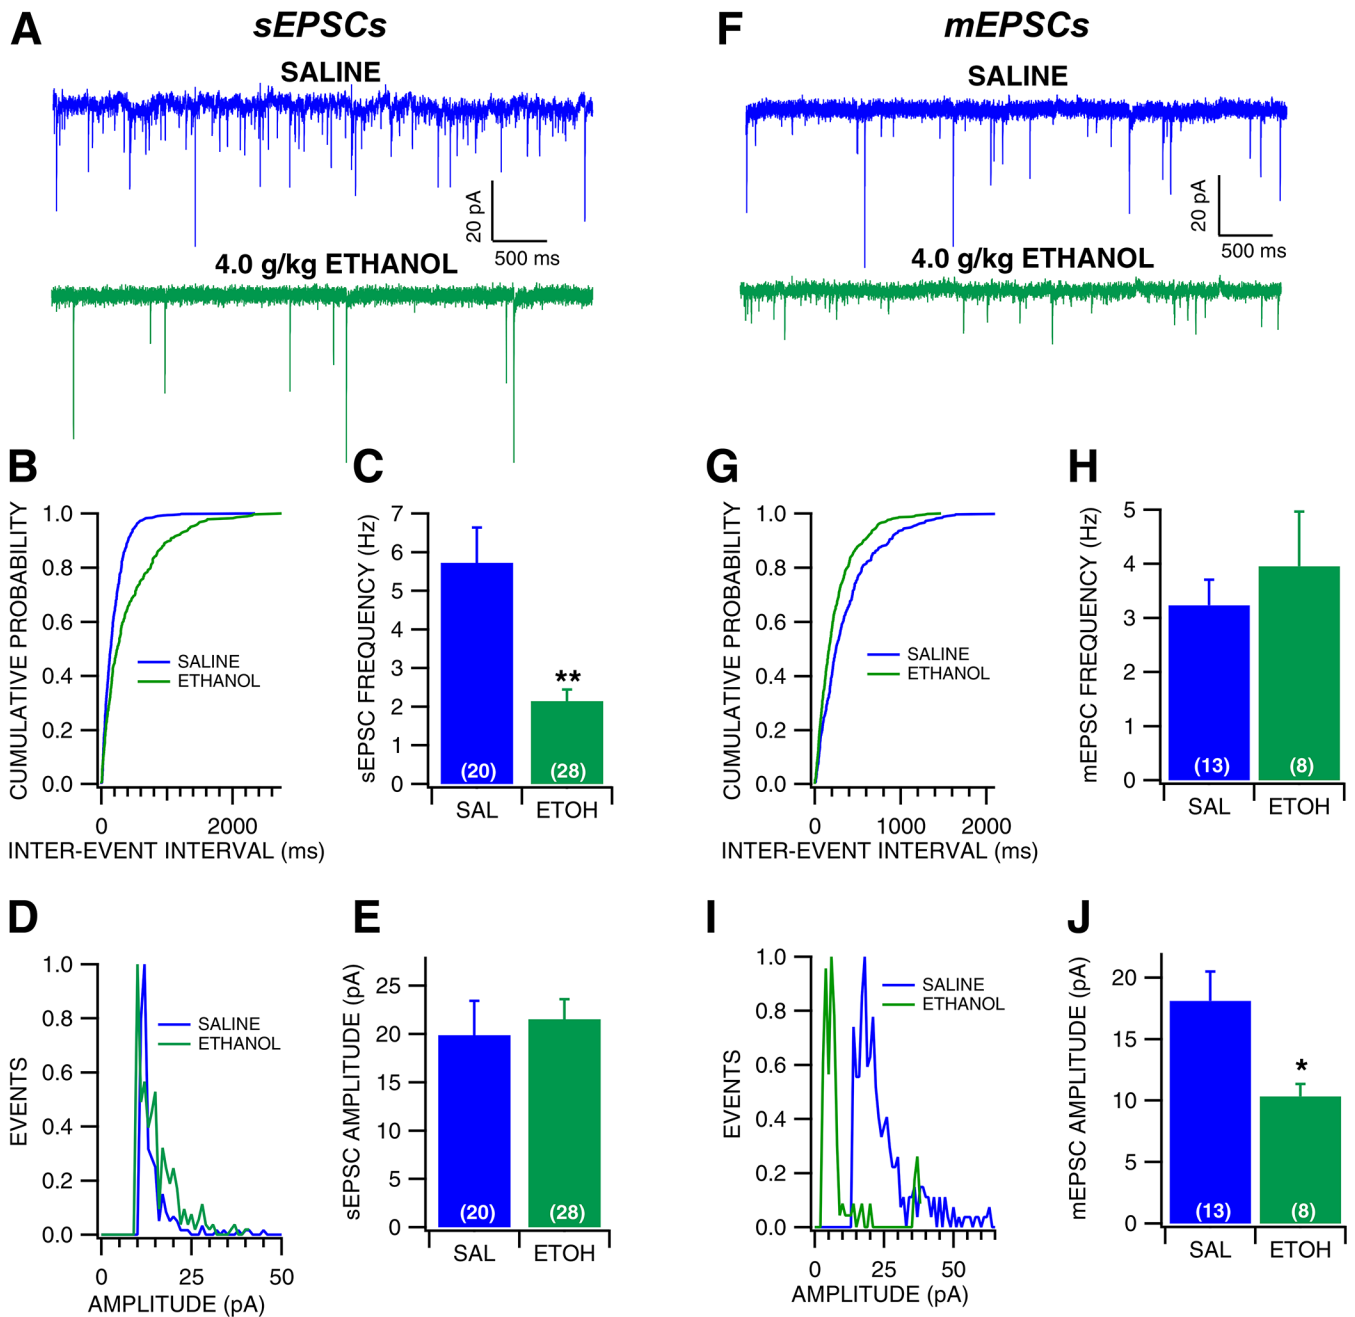 A
sEPSCs
SALINE
20 pA
500 ms
4.0 g/kg ETHANOL
F
mEPSCs
SALINE
20 pA
500 ms
4.0 g/kg ETHANOL
B
CUMULATIVE PROBABILITY
1.0
0.8
0.6
0.4
0.2
0.0
SALINE
ETHANOL
0 2000
INTER-EVENT INTERVAL (ms)
C
sEPSC FREQUENCY (Hz)
7
6
5
4
3
2
1
0
**
(20) (28)
SAL ETOH
G
CUMULATIVE PROBABILITY
1.0
0.8
0.6
0.4
0.2
0.0
SALINE
ETHANOL
0 1000 2000
INTER-EVENT INTERVAL (ms)
H
mEPSC FREQUENCY (Hz)
5
4
3
2
1
0
(13) (8)
SAL ETOH
D
EVENTS
1.0
0.8
0.6
0.4
0.2
0.0
SALINE
ETHANOL
0 25 50
AMPLITUDE (pA)
E
sEPSC AMPLITUDE (pA)
25
20
15
10
5
0
(20) (28)
SAL ETOH
I
EVENTS
1.0
0.8
0.6
0.4
0.2
0.0
SALINE
ETHANOL
0 25 50
AMPLITUDE (pA)
J
mEPSC AMPLITUDE (pA)
20
15
10
5
0
*
(13) (8)
SAL ETOH